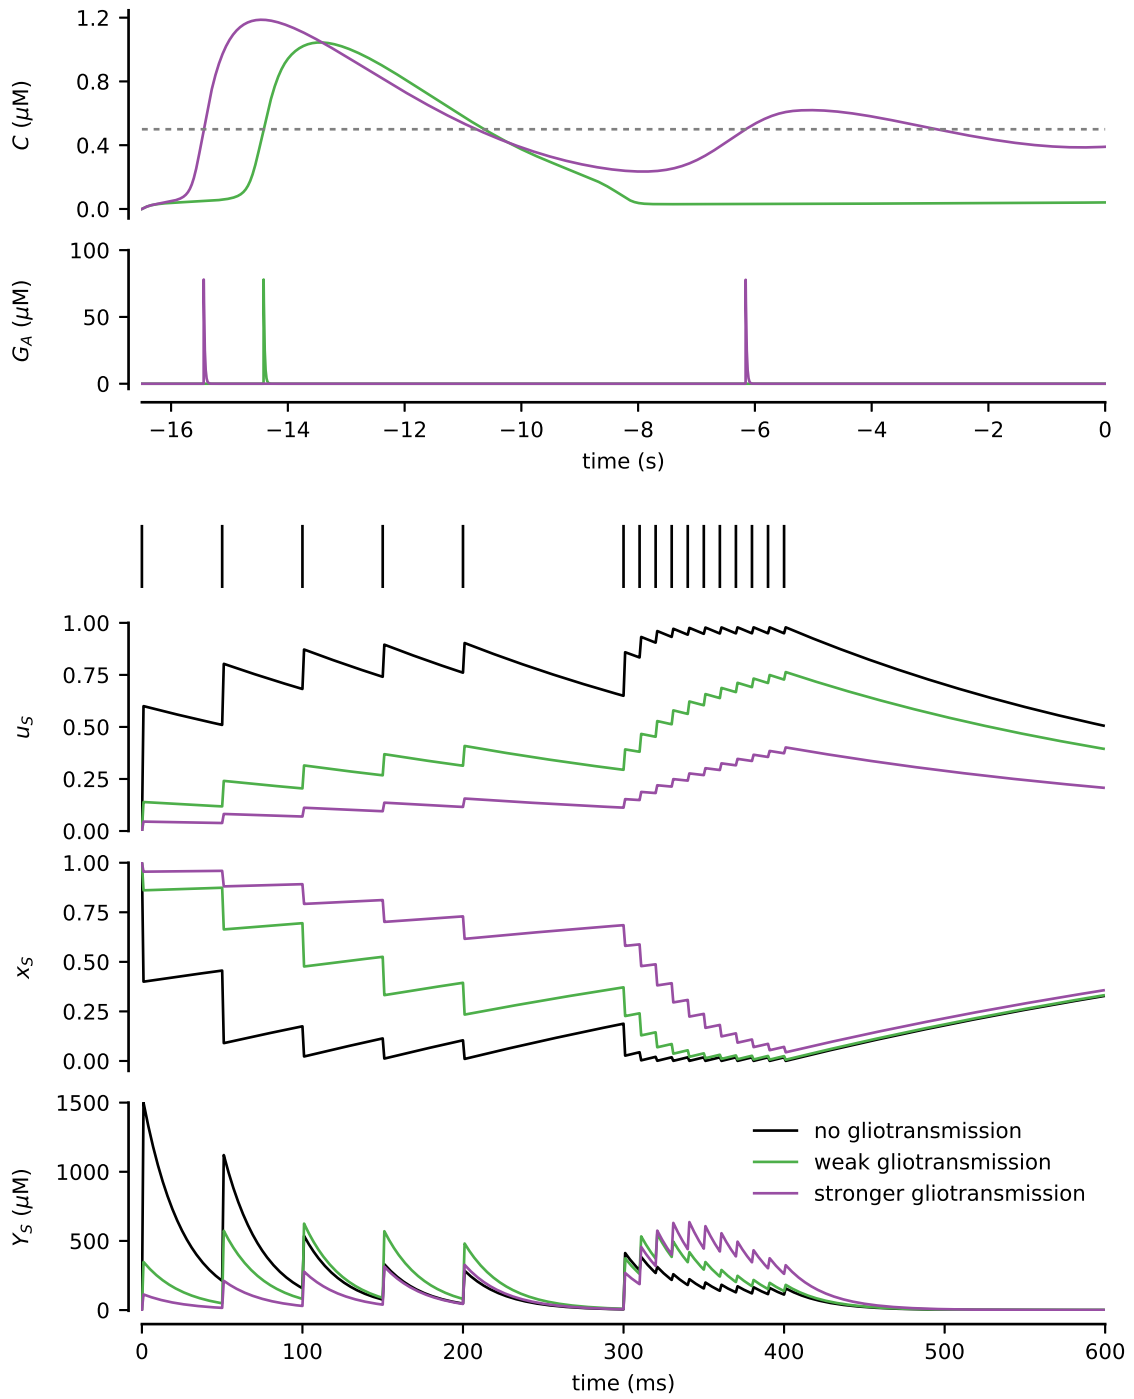 1.2
0.8
0.4
0.0
C (μM)
100
50
0
G_A (μM)
−16 −14 −12 −10 −8 −6 −4 −2 0
time (s)
1.00
0.75
0.50
0.25
0.00
u_S
1.00
0.75
0.50
0.25
0.00
x_S
1500
1000
500
0
Y_S (μM)
no gliotransmission
weak gliotransmission
stronger gliotransmission
0 100 200 300 400 500 600
time (ms)